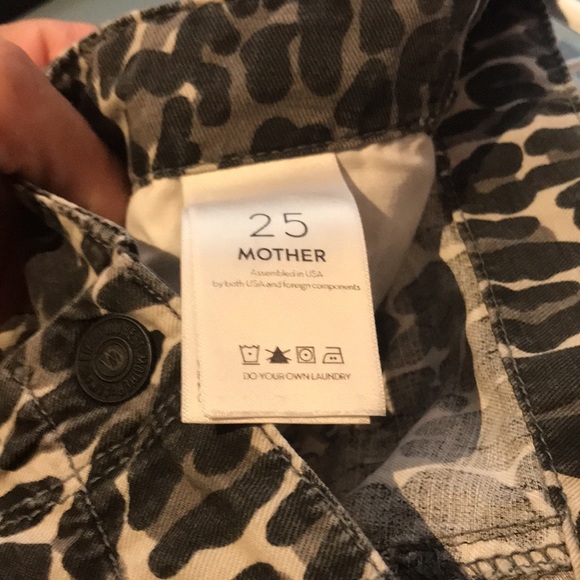 25
MOTHER
Assembled in USA
by both USA and foreign components
DO YOUR OWN LAUNDRY